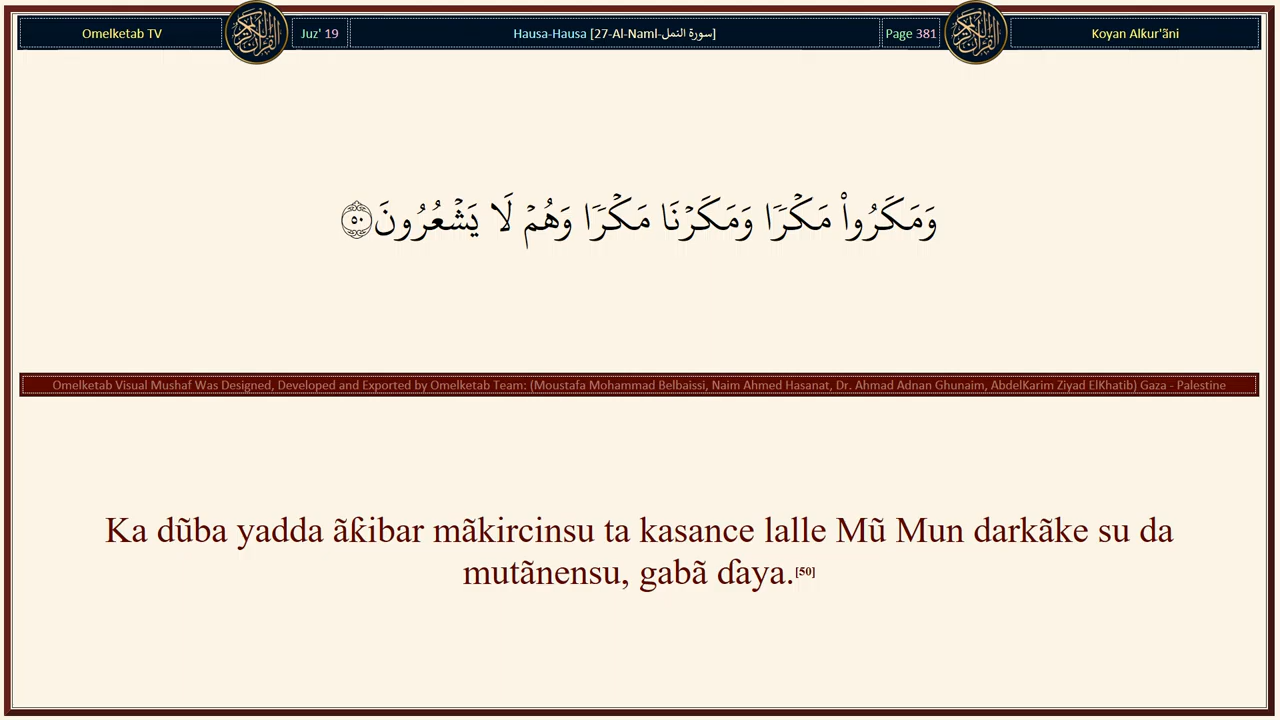 Omelketab TV
Juz' 19
Hausa-Hausa [27-Al-Naml-سورة النمل]
Page 381
Koyan Alƙur'ãni
وَمَكَرُوا۟ مَكْرًۭا وَمَكَرْنَا مَكْرًۭا وَهُمْ لَا يَشْعُرُونَ ٥٠
Omelketab Visual Mushaf Was Designed, Developed and Exported by Omelketab Team: (Moustafa Mohammad Belbaissi, Naim Ahmed Hasanat, Dr. Ahmad Adnan Ghunaim, AbdelKarim Ziyad ElKhatib) Gaza - Palestine
Ka dũba yadda ãƙibar mãkircinsu ta kasance lalle Mũ Mun darkãke su da
mutãnensu, gabã ɗaya.[50]